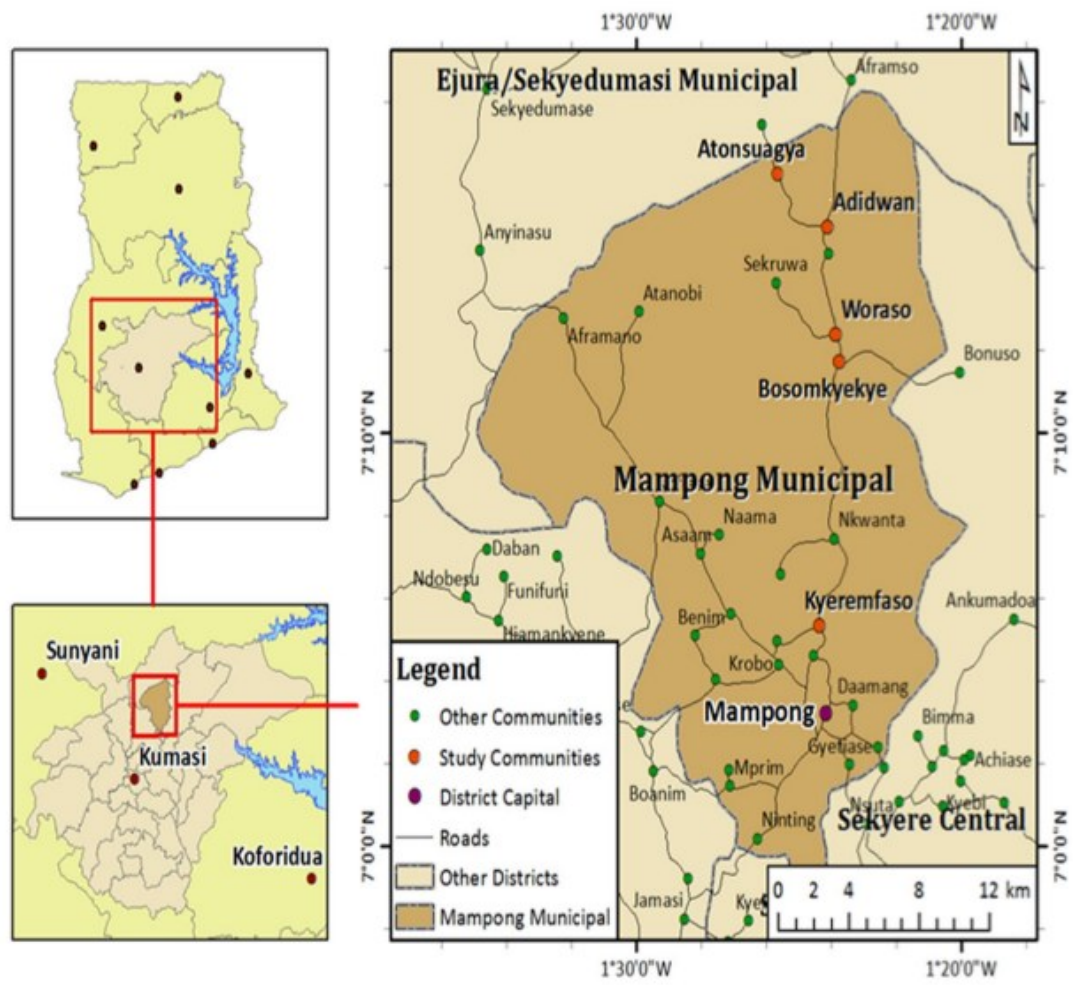 1°30'0"W
1°20'0"W
Ejura/Sekyedumasi Municipal
Aframso
Sekyedumase
N
Atonsuagya
Adidwan
Anyinasu
Sekruwa
Atanobi
Woraso
Aframano
Bonuso
Bosomkyekye
7°10'0"N
7°10'0"N
Mampong Municipal
Naama
Nkwanta
Asaam
Daban
Ndobesu
Funifuni
Kyeremfaso
Ankumadoa
Benim
Hiamankyene
Sunyani
Krobo
Daamang
Mampong
Bimma
Gyetiase
Achiase
Kumasi
Mprim
Boanim
Nsuta
Kyebi
Ninting
Sekyere Central
Koforidua
7°0'0"N
7°0'0"N
Jamasi
Legend
Other Communities
Study Communities
District Capital
Roads
Other Districts
Mampong Municipal
0 2 4 8 12 km
1°30'0"W
1°20'0"W